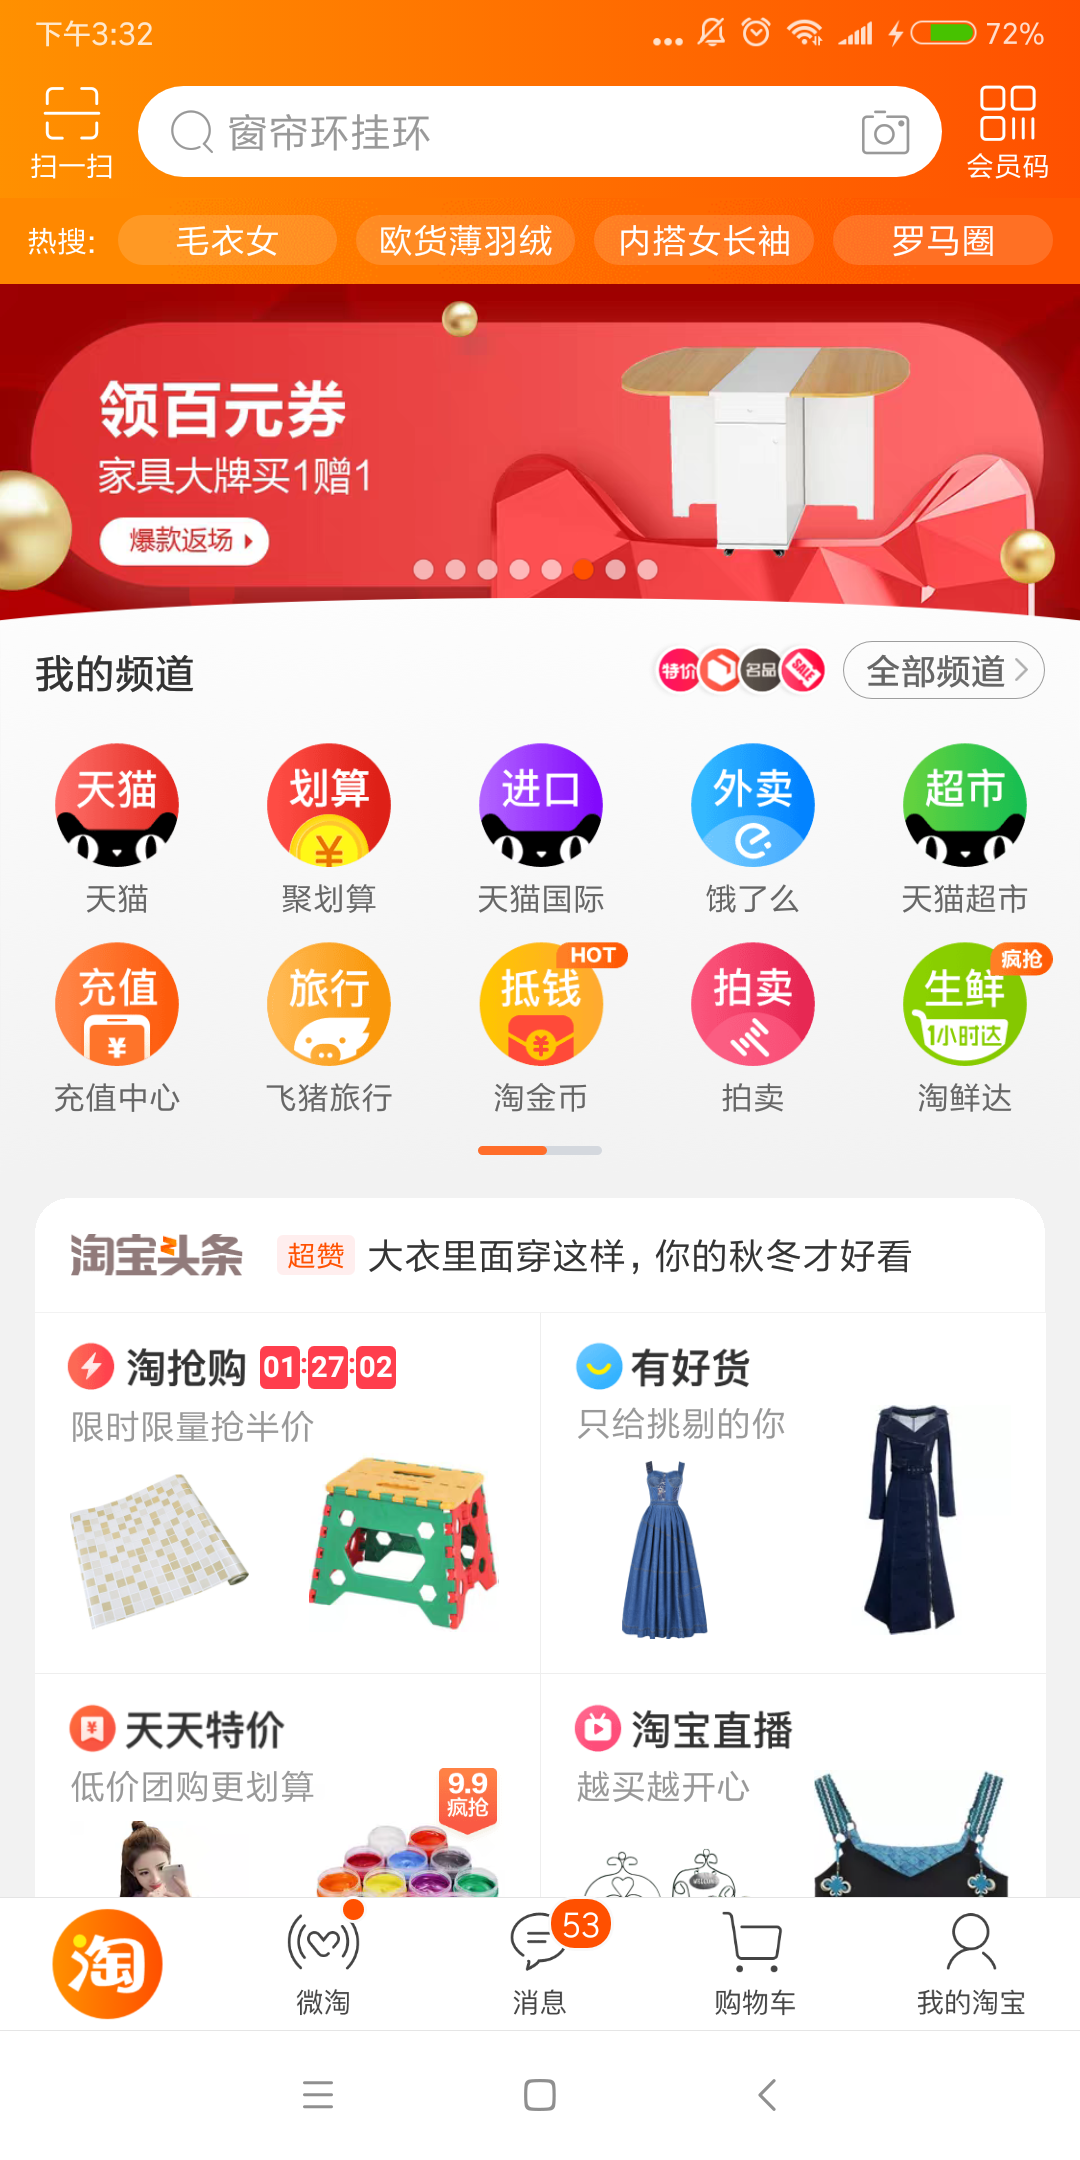 下午3:32
72%
扫一扫
窗帘环挂环
会员码
热搜:
毛衣女
欧货薄羽绒
内搭女长袖
罗马圈
领百元券
家具大牌买1赠1
爆款返场
我的频道
特价
名品
SALE
全部频道
天猫
划算
进口
外卖
超市
天猫
聚划算
天猫国际
饿了么
天猫超市
充值
旅行
抵钱
HOT
拍卖
生鲜
疯抢
1小时达
充值中心
飞猪旅行
淘金币
拍卖
淘鲜达
淘宝头条
超赞
大衣里面穿这样，你的秋冬才好看
淘抢购
01:27:02
限时限量抢半价
有好货
只给挑剔的你
天天特价
低价团购更划算
9.9
疯抢
淘宝直播
越买越开心
WELCOME
淘
微淘
53
消息
购物车
我的淘宝